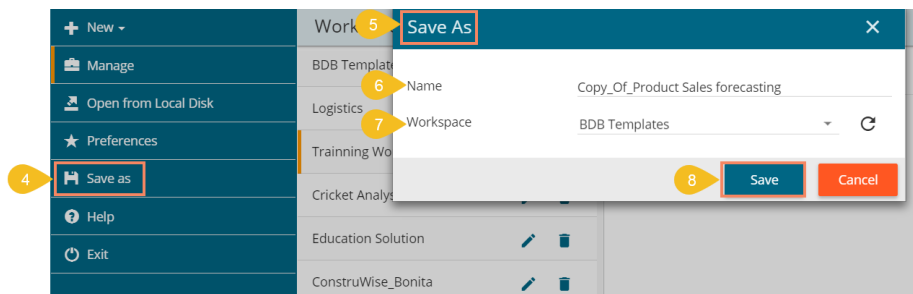 New
Manage
Open from Local Disk
Preferences
4
Save as
Help
Exit
Work
BDB Template
Logistics
Trainning Wo
Cricket Analys
Education Solution
ConstruWise_Bonita
5
Save As
6
Name
Copy_Of_Product Sales forecasting
7
Workspace
BDB Templates
8
Save
Cancel